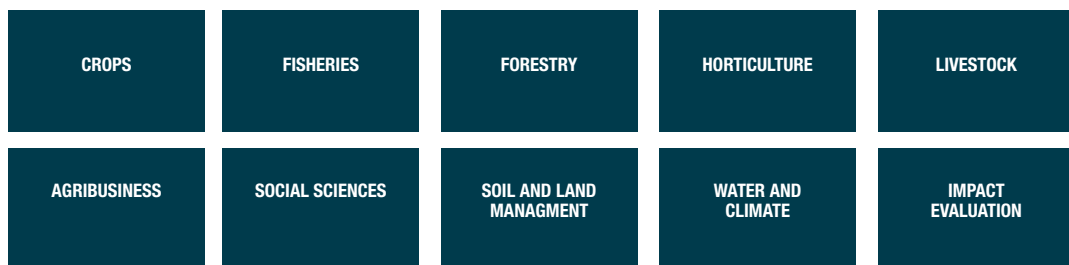 CROPS
FISHERIES
FORESTRY
HORTICULTURE
LIVESTOCK
AGRIBUSINESS
SOCIAL SCIENCES
SOIL AND LAND
MANAGMENT
WATER AND
CLIMATE
IMPACT
EVALUATION